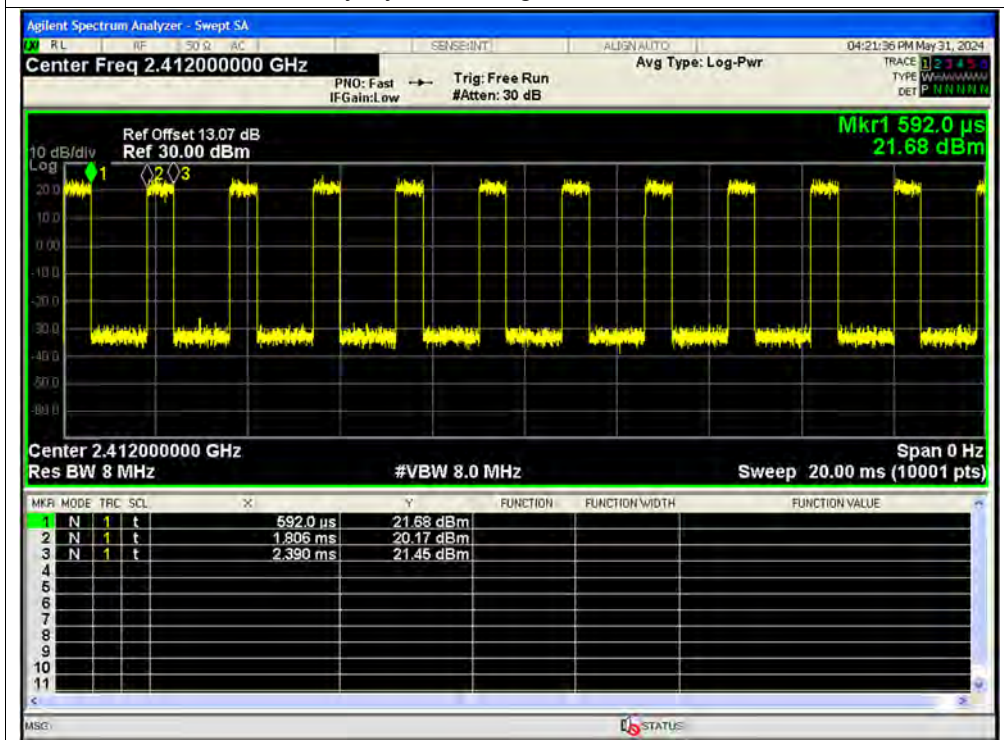 Agilent Spectrum Analyzer - Swept SA
RL RF 50 Ω AC SENSE:INT ALIGN AUTO 04:21:36 PM May 31, 2024
Center Freq 2.412000000 GHz
PNO: Fast
IFGain:Low
Trig: Free Run
#Atten: 30 dB
Avg Type: Log-Pwr
TRACE 1 2 3 4 5 6
TYPE W
DET P N N N N N
Mkr1 592.0 µs
21.68 dBm
Ref Offset 13.07 dB
10 dB/div Ref 30.00 dBm
Log
1 2 3
20.0
10.0
0.00
-10.0
-20.0
-30.0
-40.0
-50.0
-60.0
Center 2.412000000 GHz Span 0 Hz
Res BW 8 MHz #VBW 8.0 MHz Sweep 20.00 ms (10001 pts)
MKR MODE TRC SCL X Y FUNCTION FUNCTION WIDTH FUNCTION VALUE
1 N 1 t 592.0 µs 21.68 dBm
2 N 1 t 1.806 ms 20.17 dBm
3 N 1 t 2.390 ms 21.45 dBm
4
5
6
7
8
9
10
11
MSG STATUS